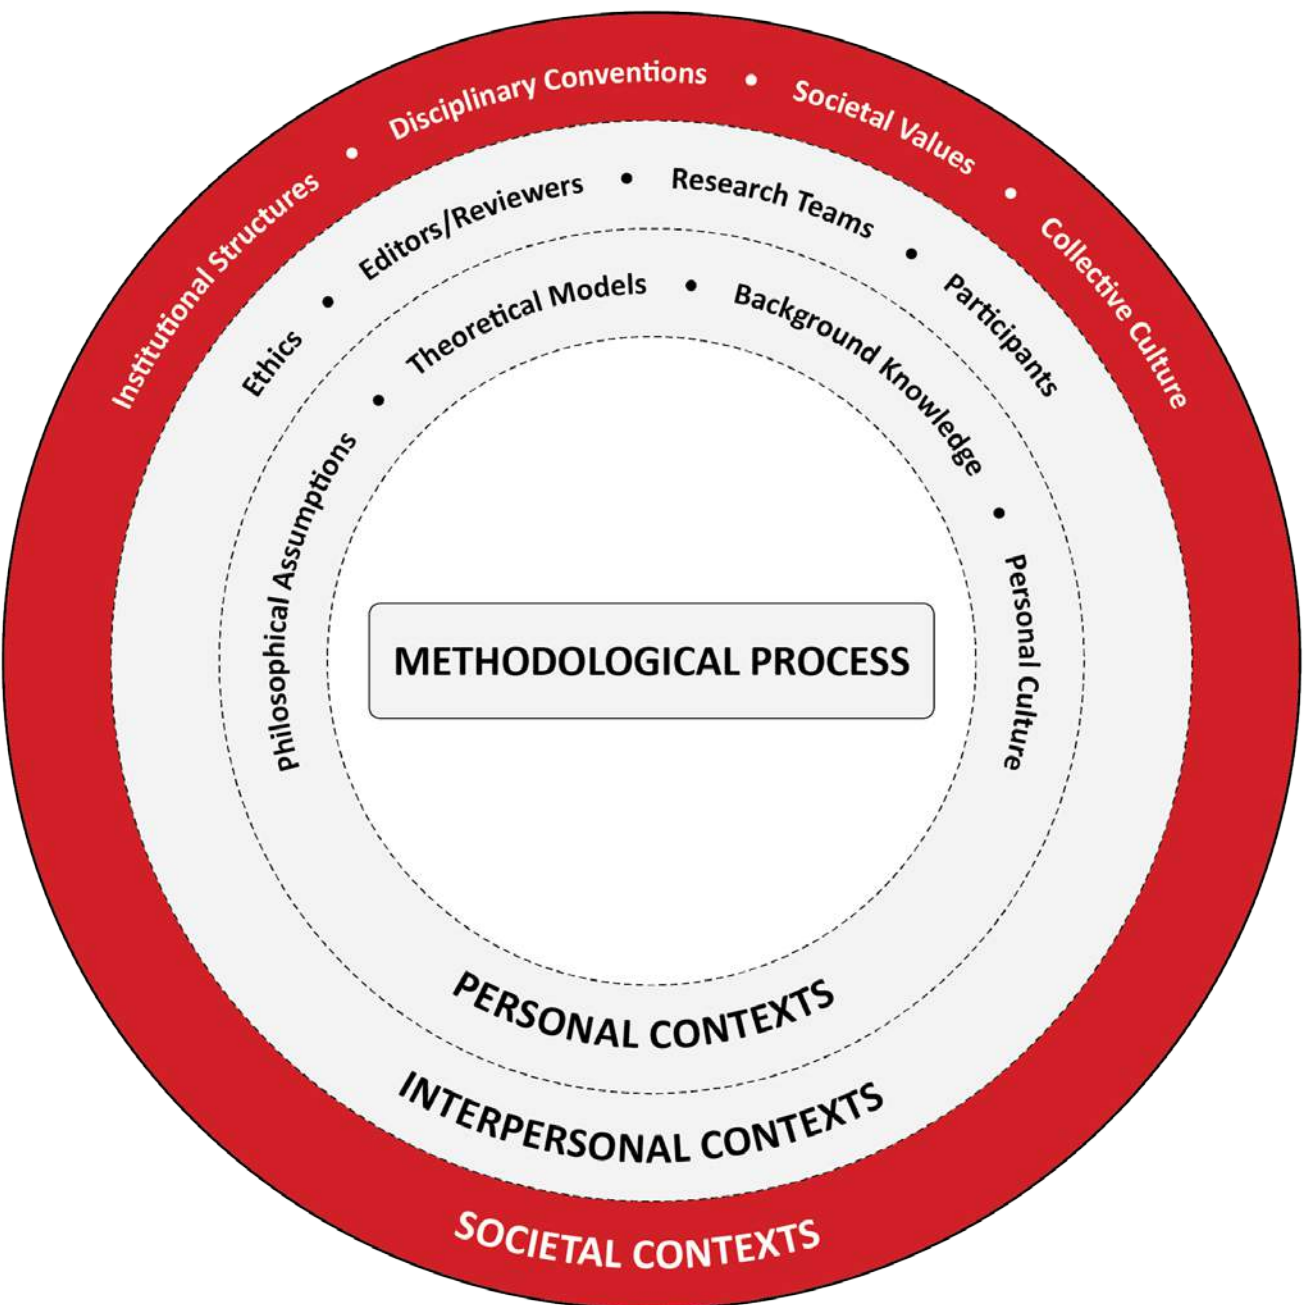 Institutional Structures • Disciplinary Conventions • Societal Values • Collective Culture
Ethics • Editors/Reviewers • Research Teams • Participants
Philosophical Assumptions • Theoretical Models • Background Knowledge • Personal Culture
METHODOLOGICAL PROCESS
PERSONAL CONTEXTS
INTERPERSONAL CONTEXTS
SOCIETAL CONTEXTS